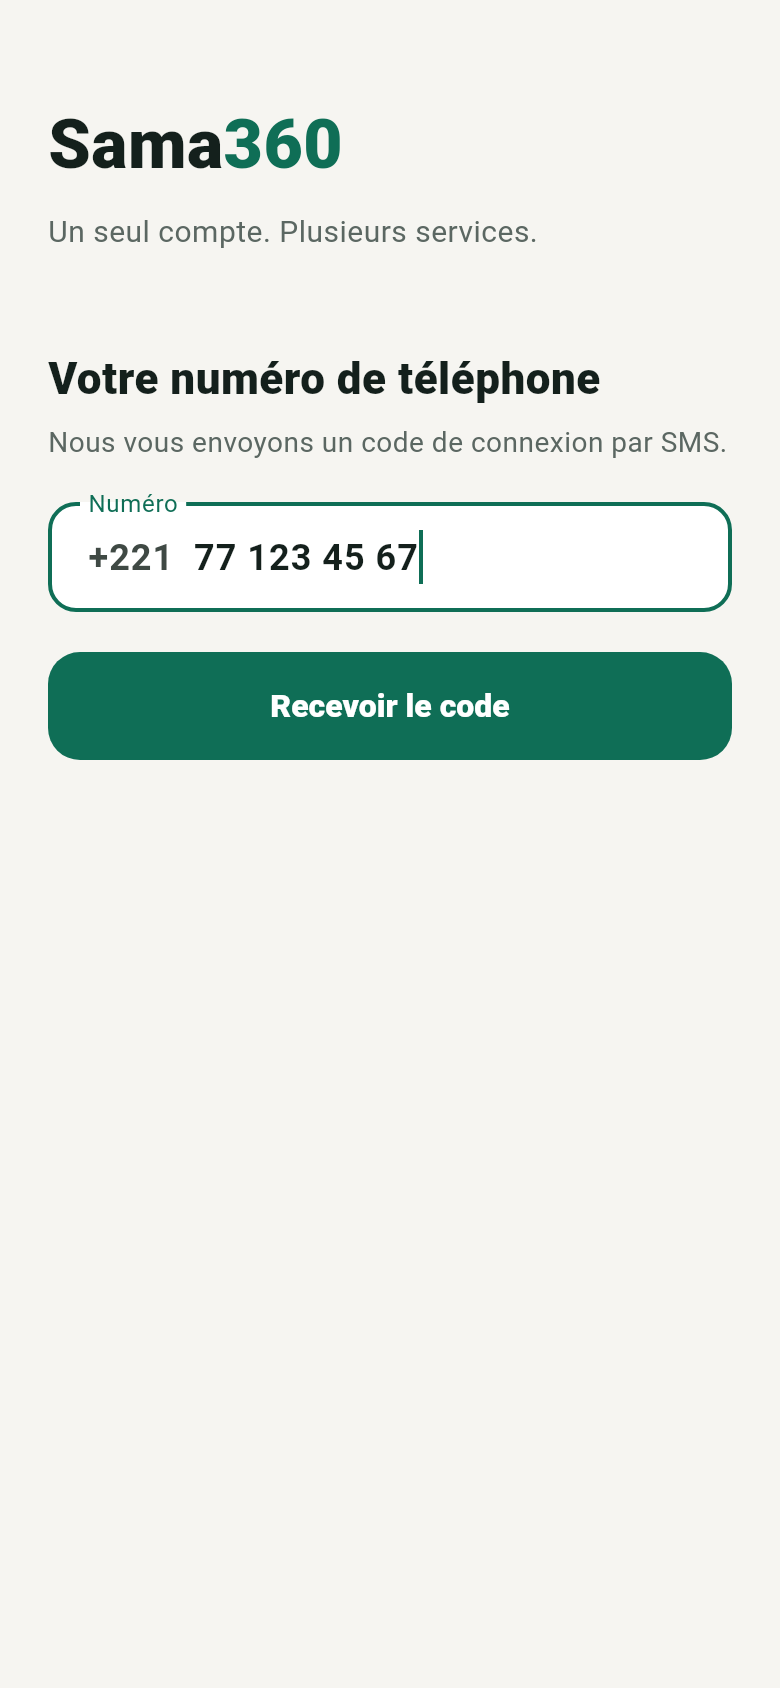 Sama360
Un seul compte. Plusieurs services.
Votre numéro de téléphone
Nous vous envoyons un code de connexion par SMS.
Numéro
+221 77 123 45 67
Recevoir le code